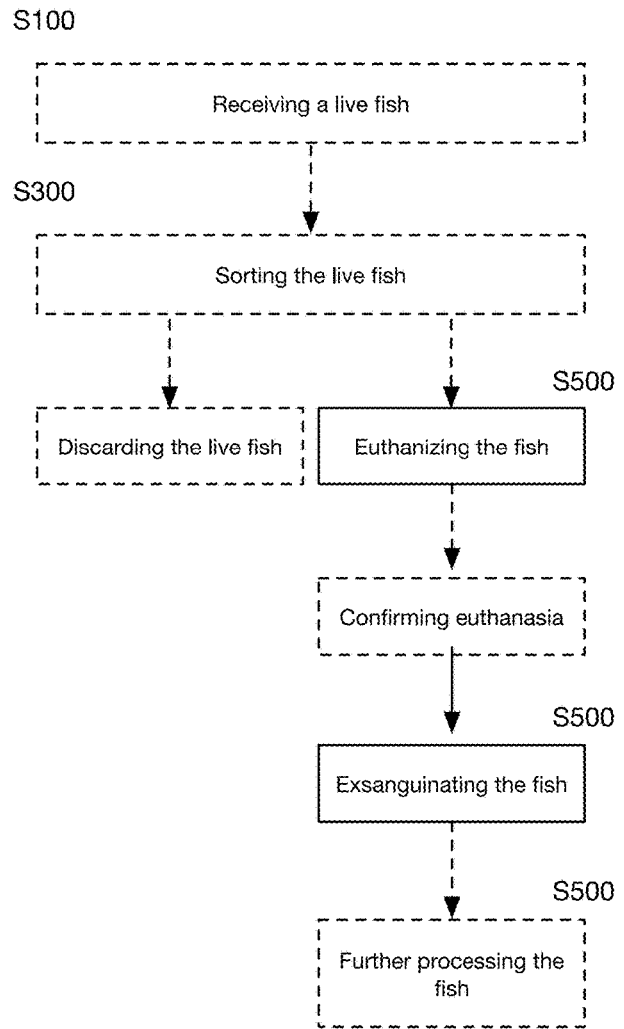 S100
Receiving a live fish
S300
Sorting the live fish
S500
Discarding the live fish
Euthanizing the fish
Confirming euthanasia
S500
Exsanguinating the fish
S500
Further processing the
fish